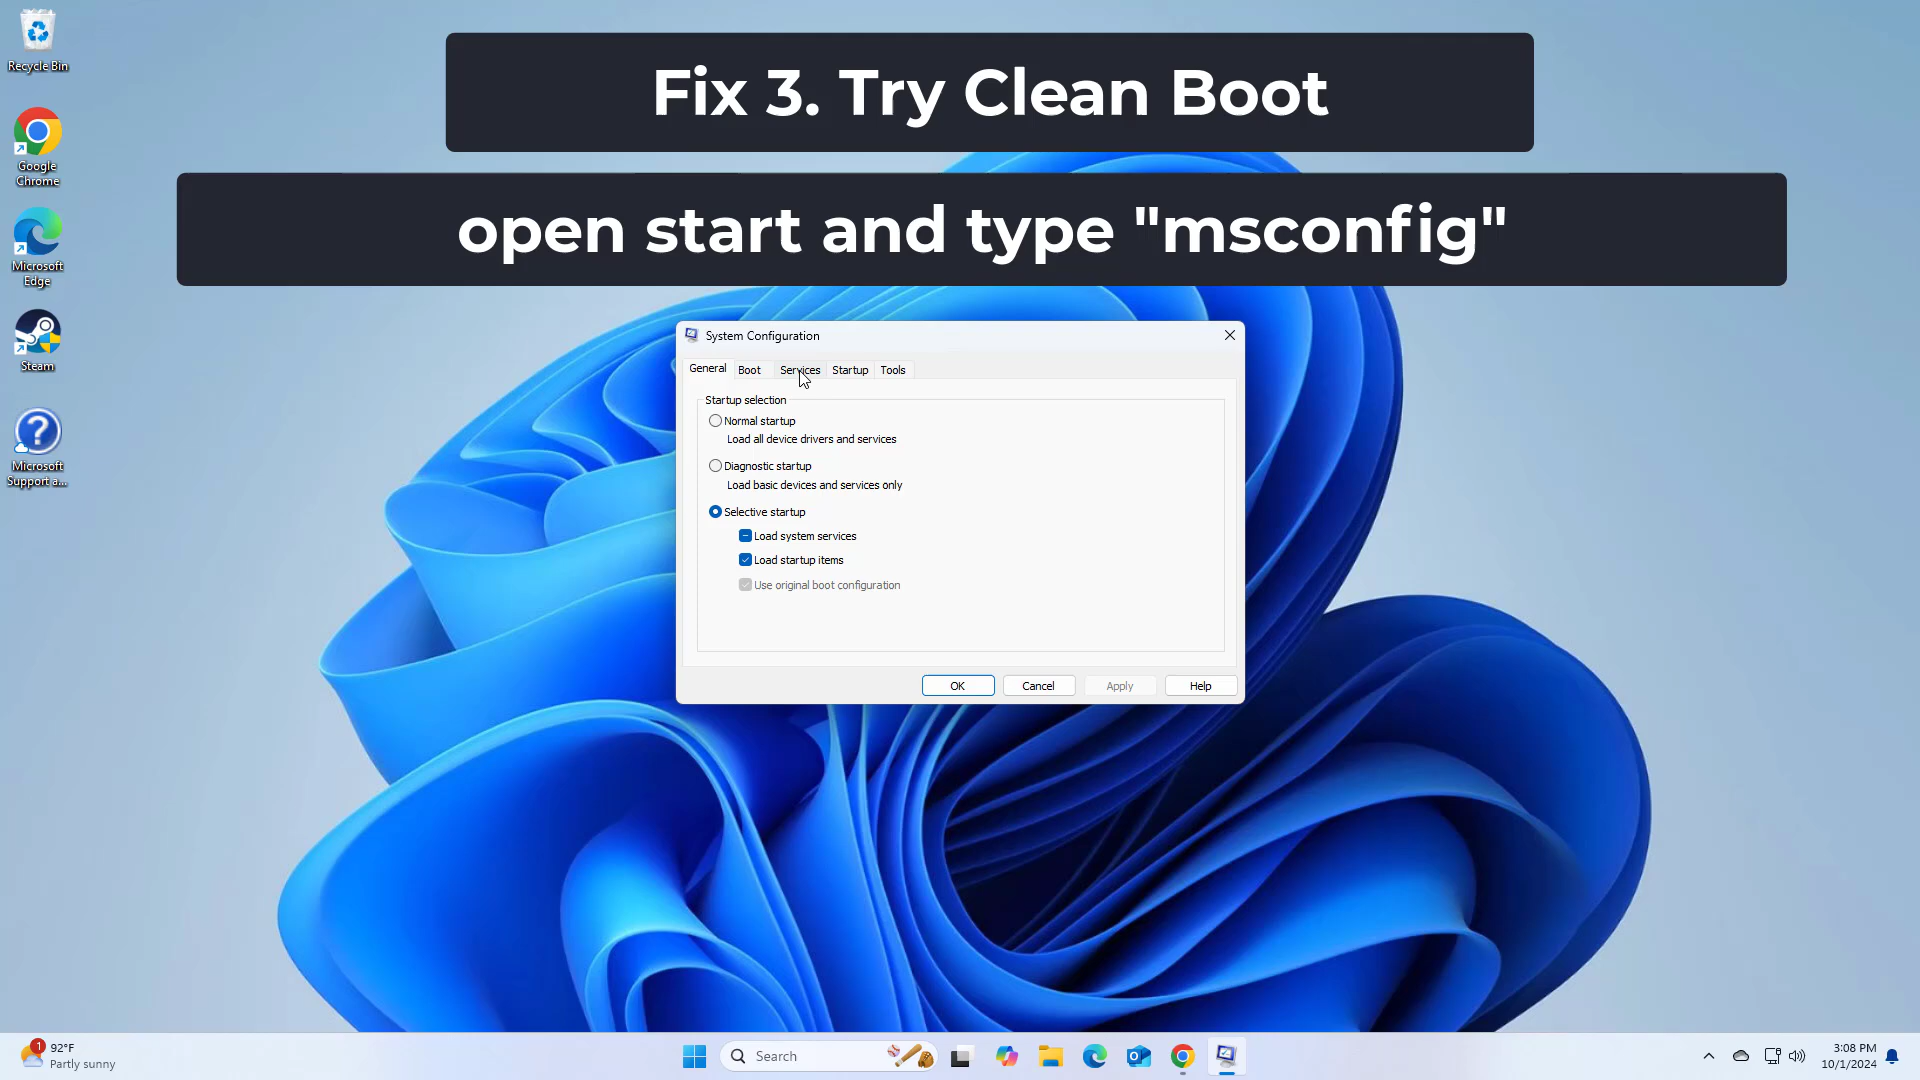 Recycle Bin
Google
Chrome
Microsoft
Edge
Steam
Microsoft
Support a...
Fix 3. Try Clean Boot
open start and type "msconfig"
System Configuration
General
Boot
Services
Startup
Tools
Startup selection
Normal startup
Load all device drivers and services
Diagnostic startup
Load basic devices and services only
Selective startup
Load system services
Load startup items
Use original boot configuration
OK
Cancel
Apply
Help
1
92°F
Partly sunny
Search
3:08 PM
10/1/2024